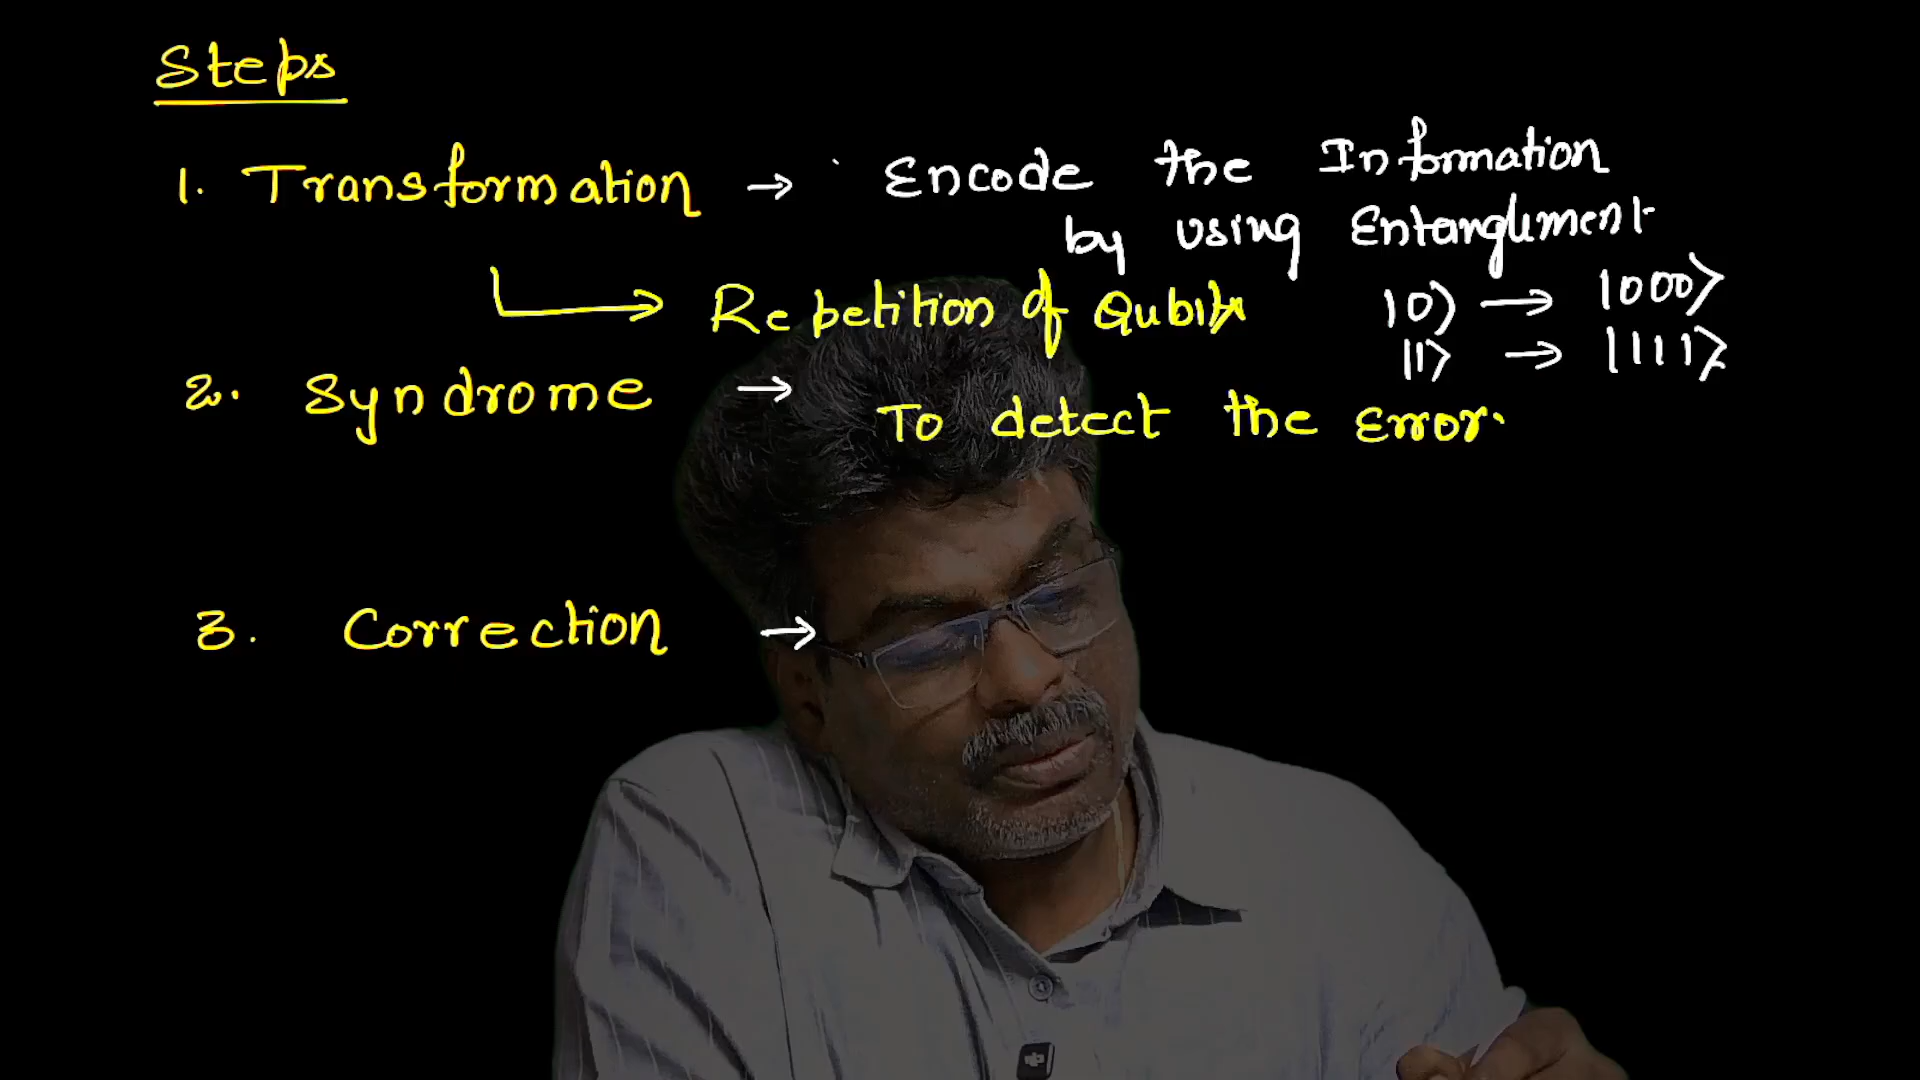 Steps
1. Transformation → Encode the Information
by using Entanglement
Repetition of Qubits |0⟩ → |000⟩
|1⟩ → |111⟩
2. Syndrome →
To detect the Error.
3. Correction →